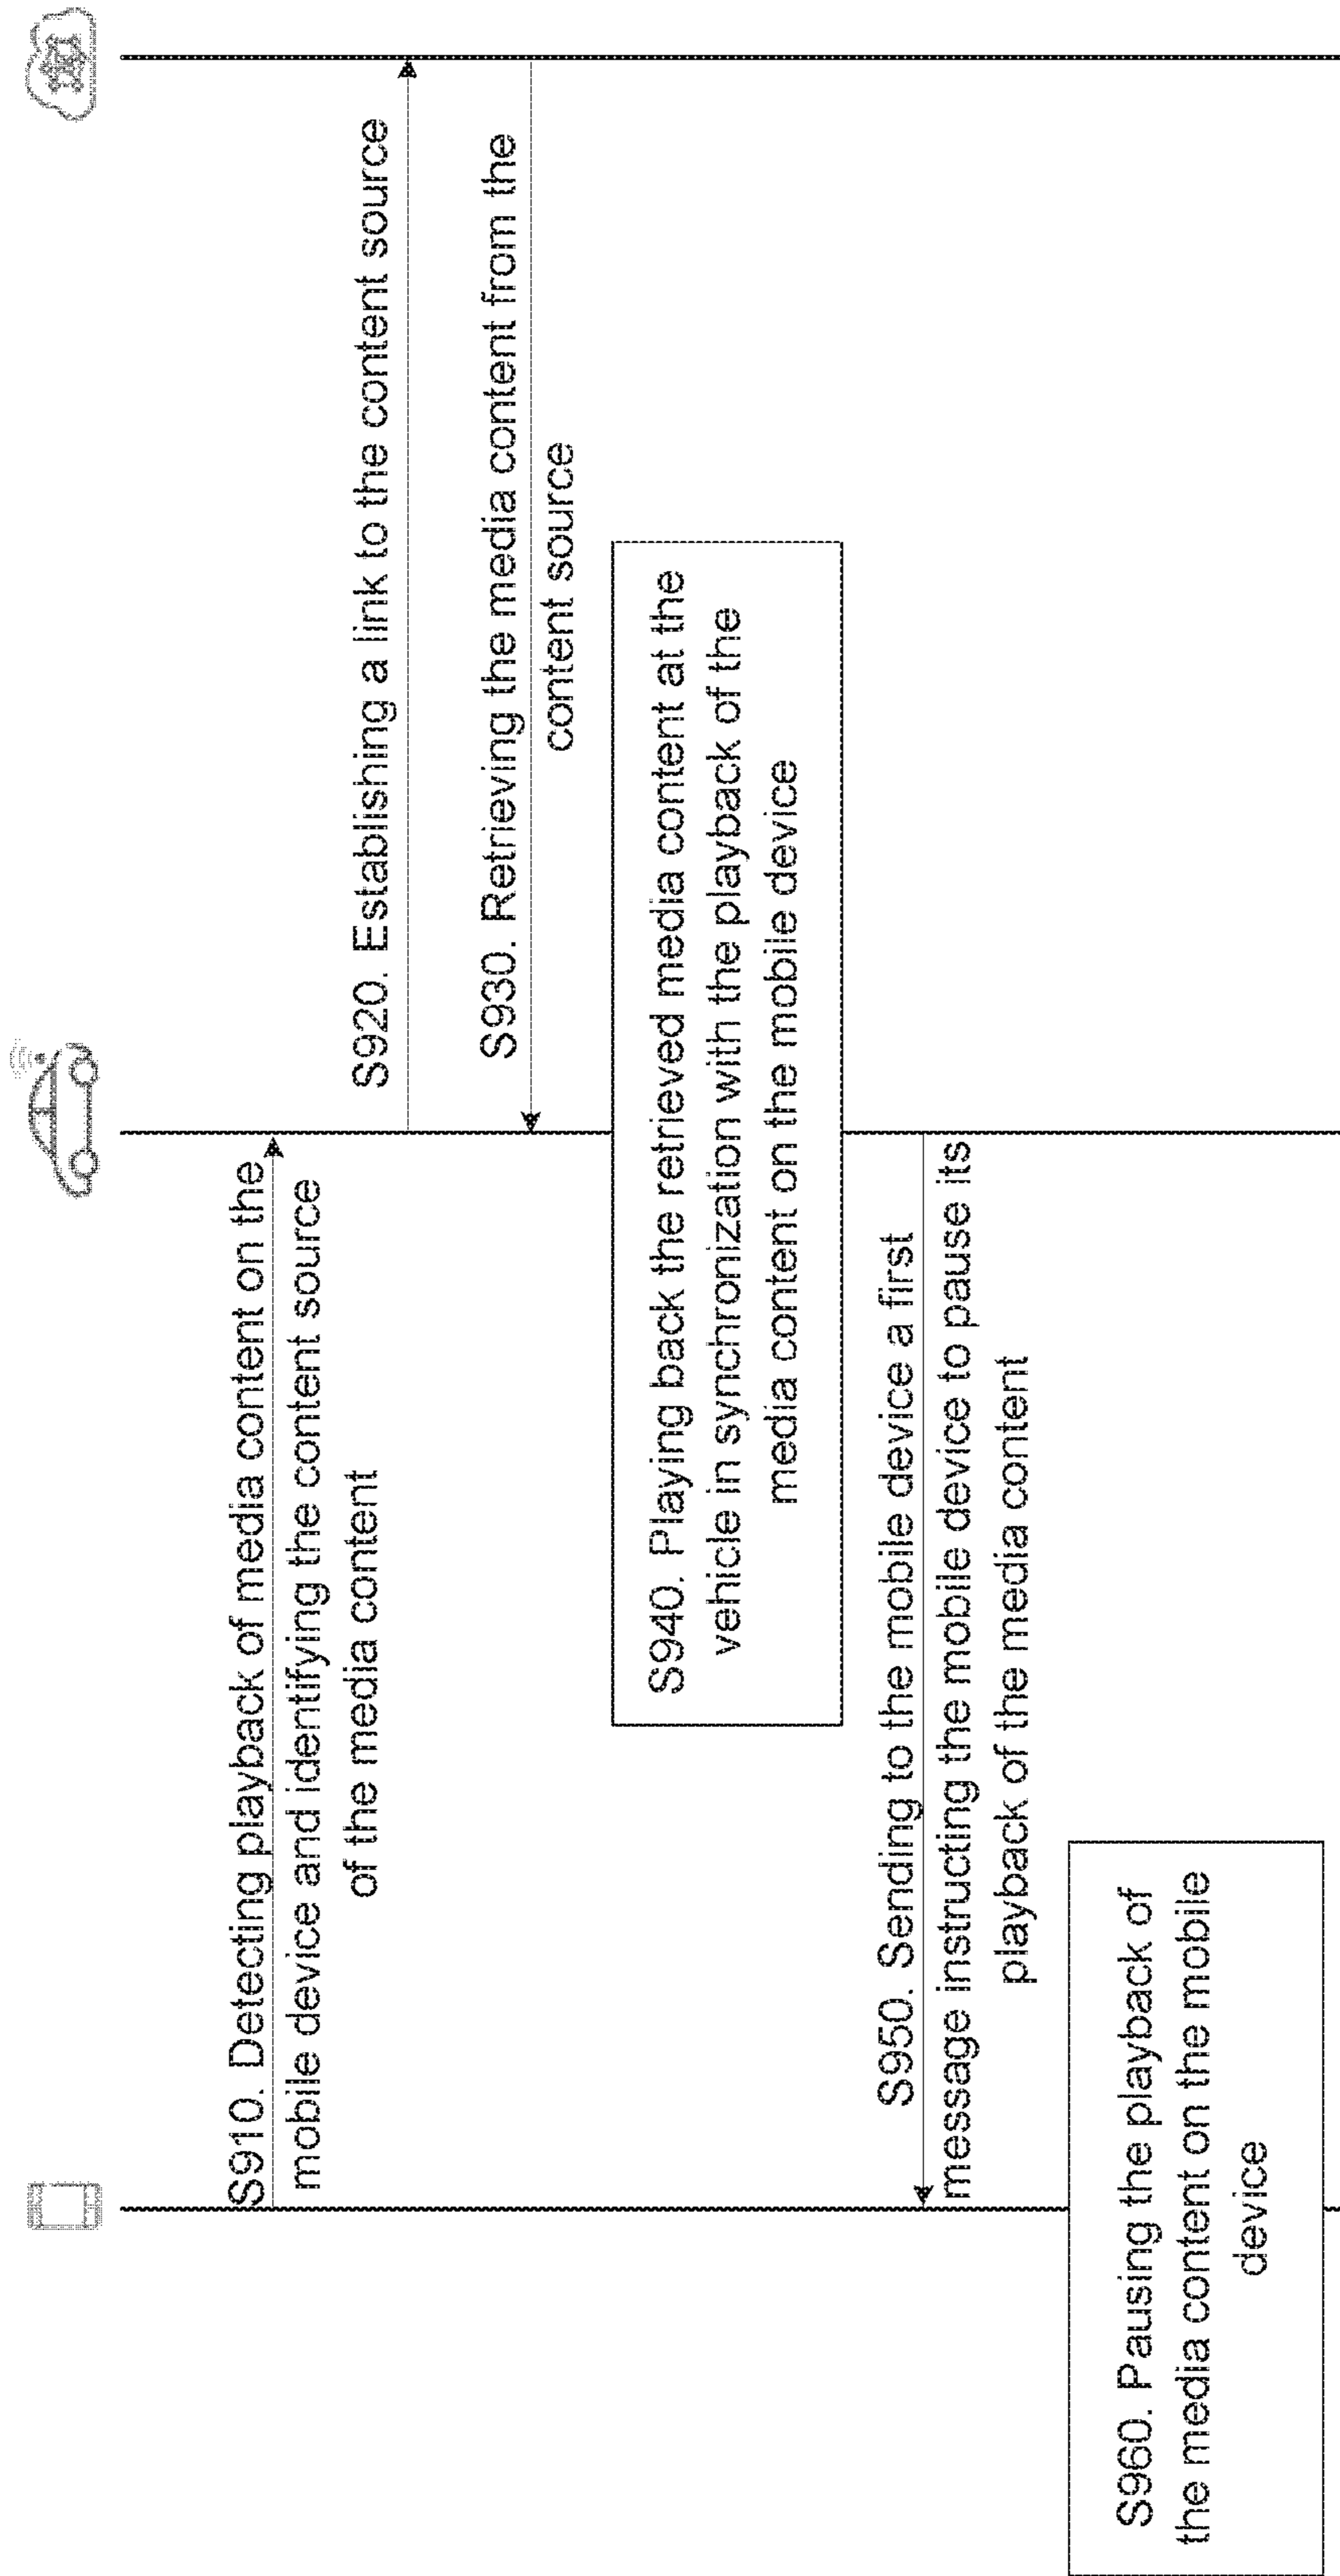 S910. Detecting playback of media content on the
mobile device and identifying the content source
of the media content
S920. Establishing a link to the content source
S930. Retrieving the media content from the
content source
S940. Playing back the retrieved media content at the
vehicle in synchronization with the playback of the
media content on the mobile device
S950. Sending to the mobile device a first
message instructing the mobile device to pause its
playback of the media content
S960. Pausing the playback of
the media content on the mobile
device